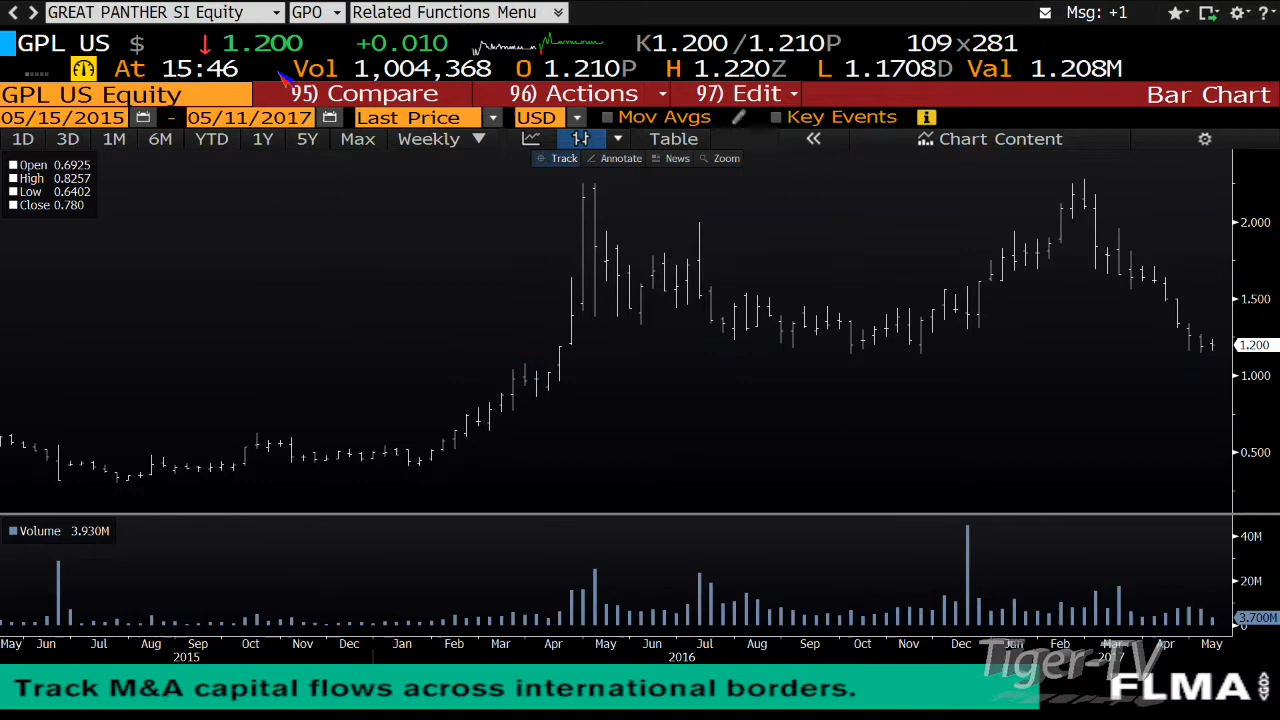 GREAT PANTHER SI Equity GPO Related Functions Menu Msg: +1
GPL US $ 1.200 +0.010 K1.200 /1.210P 109x281
At 15:46 Vol 1,004,368 O 1.210P H 1.220Z L 1.1708D Val 1.208M
GPL US Equity 95) Compare 96) Actions 97) Edit Bar Chart
05/15/2015 - 05/11/2017 Last Price USD Mov Avgs Key Events
1D 3D 1M 6M YTD 1Y 5Y Max Weekly Table Chart Content
Track Annotate News Zoom
Open 0.6925
High 0.8257
Low 0.6402
Close 0.780
2.000
1.500
1.200
1.000
0.500
Volume 3.930M
40M
20M
3.700M
0
May Jun Jul Aug Sep Oct Nov Dec Jan Feb Mar Apr May Jun Jul Aug Sep Oct Nov Dec Jan Feb Mar Apr May
2015 2016 2017
Tiger-TV
Track M&A capital flows across international borders.
FLMA